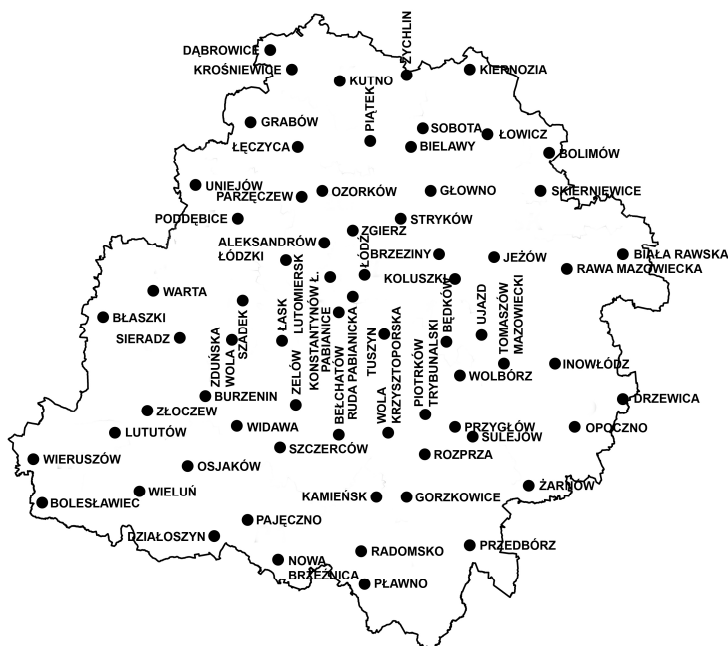 ŻYCHLIN
DĄBROWICE
KROŚNIEWICE
KUTNO
KIERNOZIA
PIĄTEK
GRABÓW
SOBOTA
ŁOWICZ
ŁĘCZYCA
BIELAWY
BOLIMÓW
UNIEJÓW
PARZĘCZEW
OZORKÓW
GŁOWNO
SKIERNIEWICE
PODDĘBICE
STRYKÓW
ZGIERZ
ALEKSANDRÓW
ŁÓDZKI
ŁÓDŹ
BRZEZINY
JEŻÓW
BIAŁA RAWSKA
RAWA MAZOWIECKA
KOLUSZKI
WARTA
BŁASZKI
SIERADZ
ZDUŃSKA
WOLA
SZADEK
ŁASK
LUTOMIERSK
KONSTANTYNÓW Ł.
PABIANICE
RUDA PABIANICKA
TUSZYN
BĘDKÓW
UJAZD
TOMASZÓW
MAZOWIECKI
INOWŁÓDZ
WOLBÓRZ
BURZENIN
ZELÓW
BEŁCHATÓW
WOLA
KRZYSZTOPORSKA
PIOTRKÓW
TRYBUNALSKI
DRZEWICA
ZŁOCZEW
LUTUTÓW
WIDAWA
PRZYGŁÓW
SULEJÓW
OPOCZNO
SZCZERCÓW
ROZPRZA
WIERUSZÓW
OSJAKÓW
WIELUŃ
ŻARNÓW
BOLESŁAWIEC
KAMIEŃSK
GORZKOWICE
PAJĘCZNO
DZIAŁOSZYN
RADOMSKO
PRZEDBÓRZ
NOWA
BRZEŹNICA
PŁAWNO